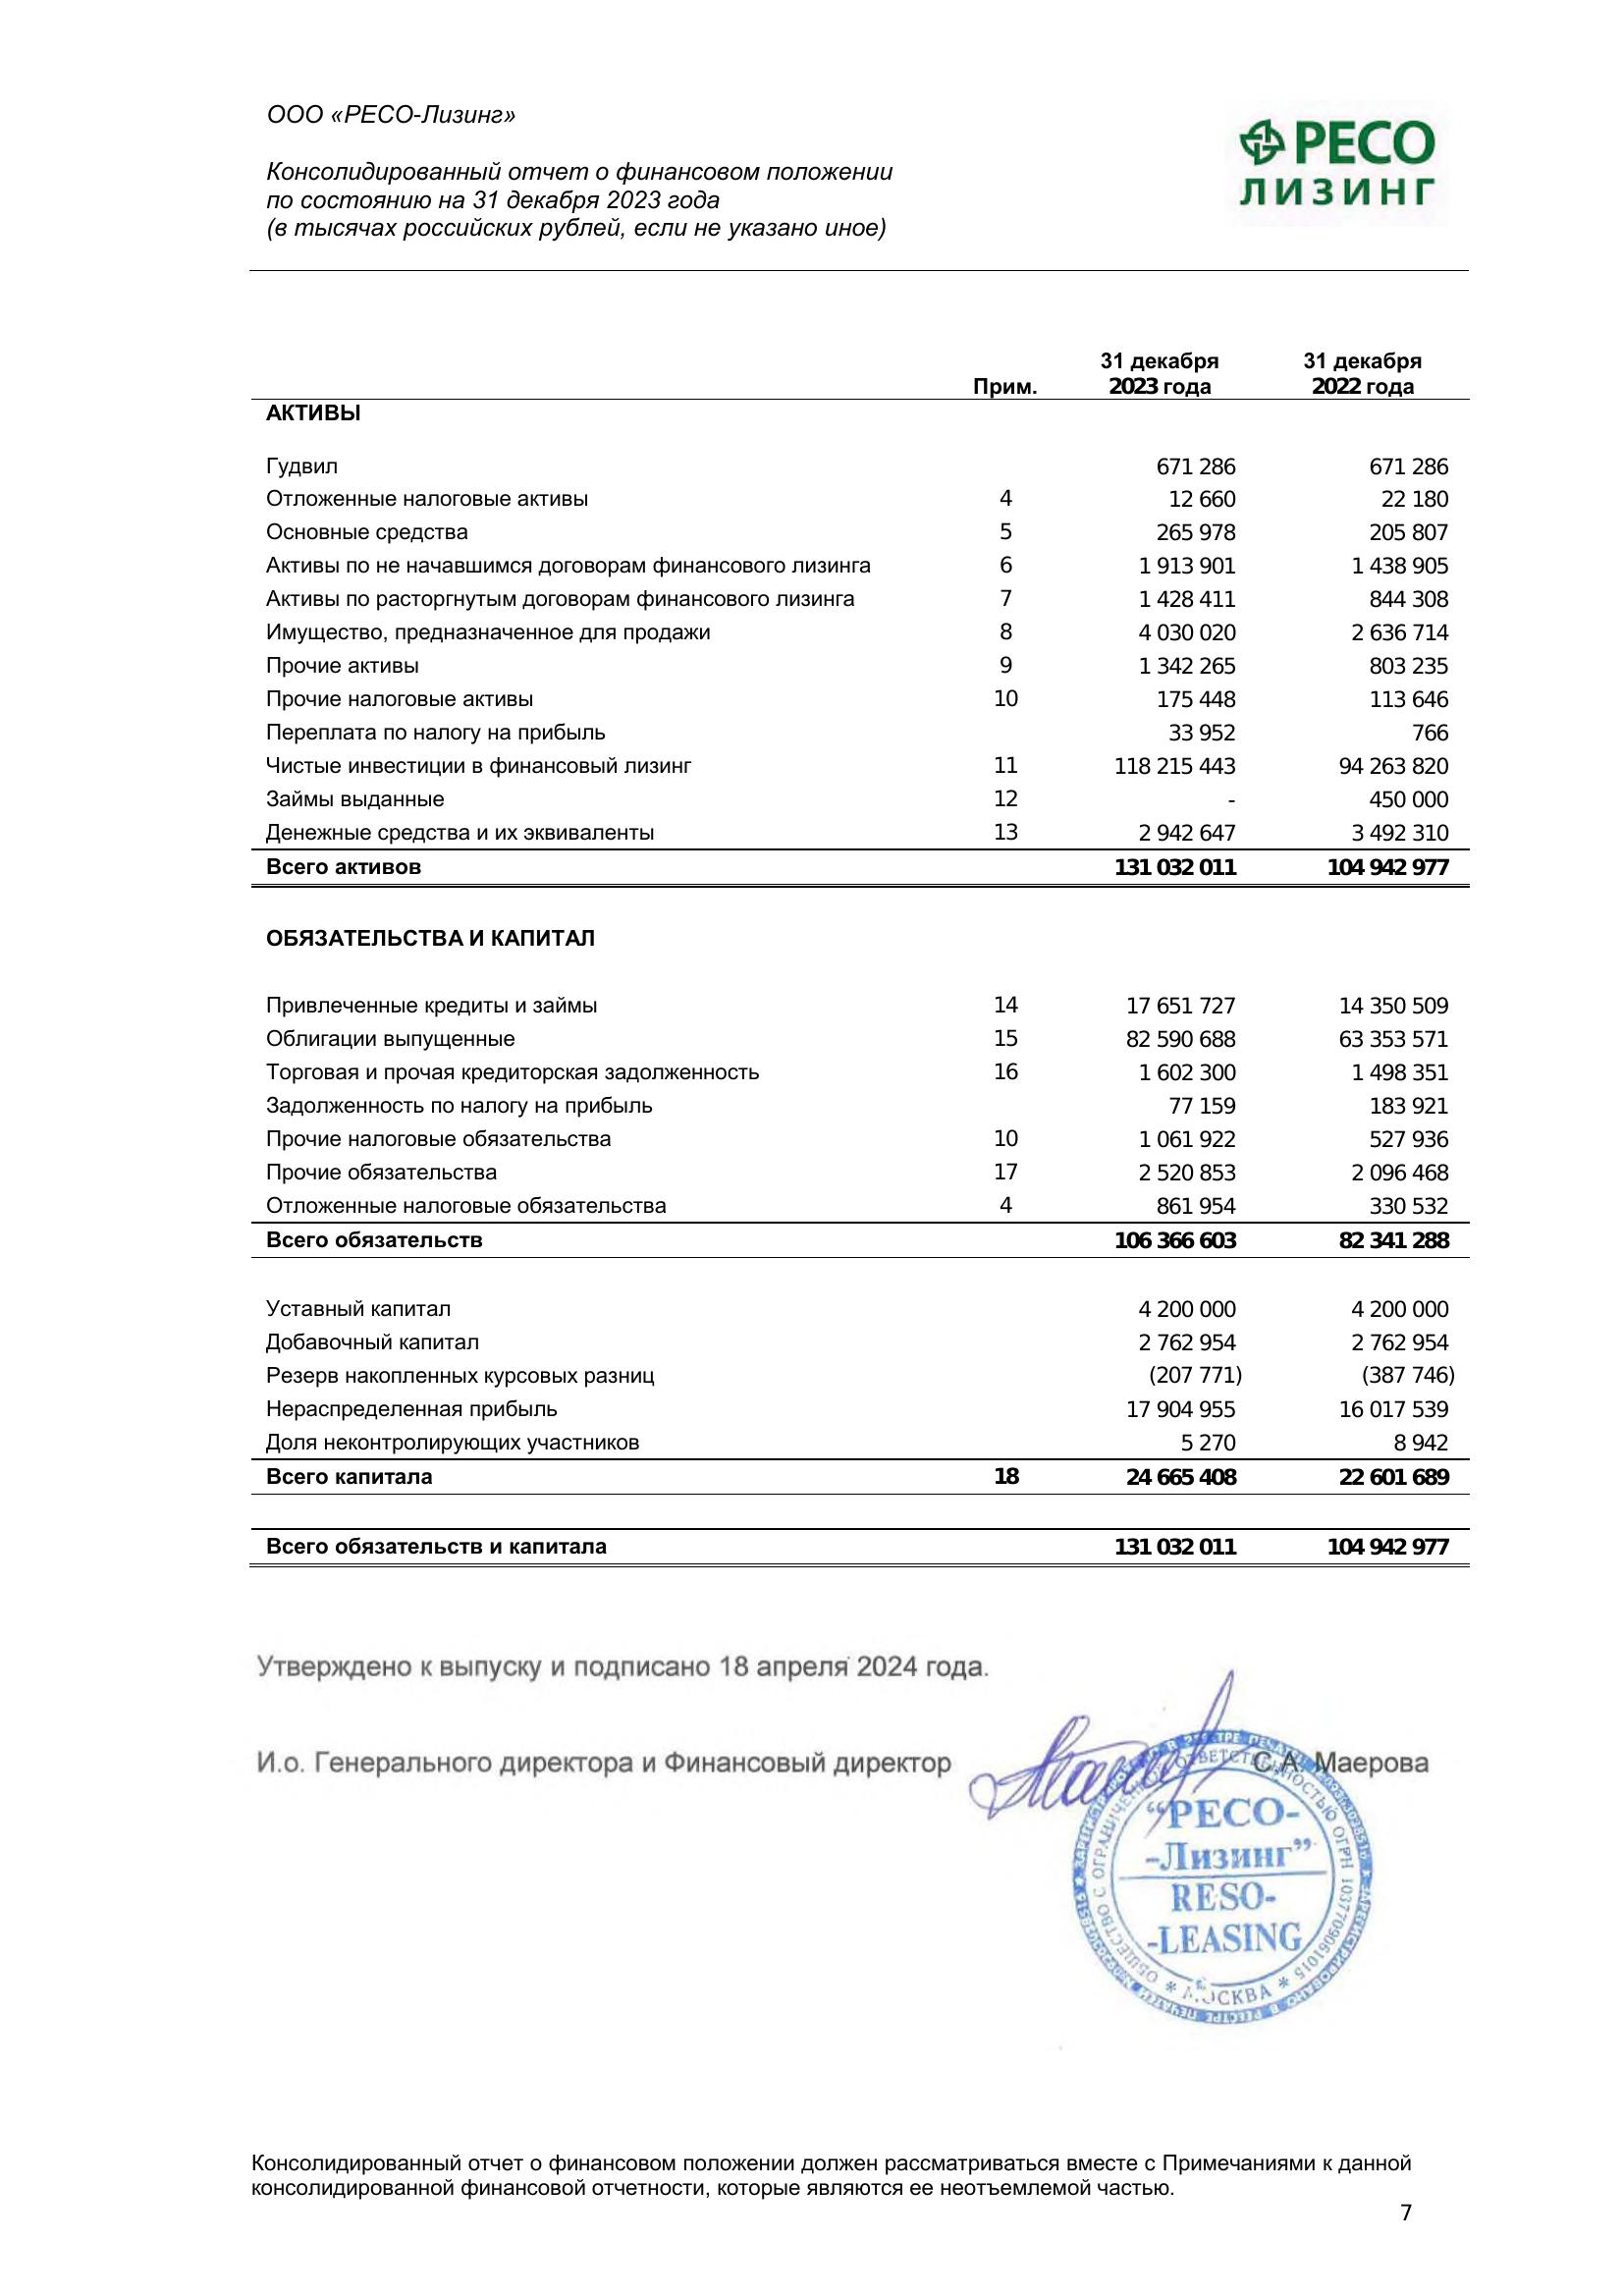 ООО «РЕСО-Лизинг»
РЕСО
ЛИЗИНГ
Консолидированный отчет о финансовом положении
по состоянию на 31 декабря 2023 года
(в тысячах российских рублей, если не указано иное)
31 декабря 31 декабря
Прим. 2023 года 2022 года
АКТИВЫ
Гудвил 671 286 671 286
Отложенные налоговые активы 4 12 660 22 180
Основные средства 5 265 978 205 807
Активы по не начавшимся договорам финансового лизинга 6 1 913 901 1 438 905
Активы по расторгнутым договорам финансового лизинга 7 1 428 411 844 308
Имущество, предназначенное для продажи 8 4 030 020 2 636 714
Прочие активы 9 1 342 265 803 235
Прочие налоговые активы 10 175 448 113 646
Переплата по налогу на прибыль 33 952 766
Чистые инвестиции в финансовый лизинг 11 118 215 443 94 263 820
Займы выданные 12 - 450 000
Денежные средства и их эквиваленты 13 2 942 647 3 492 310
Всего активов 131 032 011 104 942 977
ОБЯЗАТЕЛЬСТВА И КАПИТАЛ
Привлеченные кредиты и займы 14 17 651 727 14 350 509
Облигации выпущенные 15 82 590 688 63 353 571
Торговая и прочая кредиторская задолженность 16 1 602 300 1 498 351
Задолженность по налогу на прибыль 77 159 183 921
Прочие налоговые обязательства 10 1 061 922 527 936
Прочие обязательства 17 2 520 853 2 096 468
Отложенные налоговые обязательства 4 861 954 330 532
Всего обязательств 106 366 603 82 341 288
Уставный капитал 4 200 000 4 200 000
Добавочный капитал 2 762 954 2 762 954
Резерв накопленных курсовых разниц (207 771) (387 746)
Нераспределенная прибыль 17 904 955 16 017 539
Доля неконтролирующих участников 5 270 8 942
Всего капитала 18 24 665 408 22 601 689
Всего обязательств и капитала 131 032 011 104 942 977
Утверждено к выпуску и подписано 18 апреля 2024 года.
И.о. Генерального директора и Финансовый директор С.А. Маерова
ОБЩЕСТВО С ОГРАНИЧЕННОЙ ОТВЕТСТВЕННОСТЬЮ ОГРН 1037709061015
* МОСКВА *
“РЕСО-
-Лизинг”
RESO-
-LEASING
Консолидированный отчет о финансовом положении должен рассматриваться вместе с Примечаниями к данной
консолидированной финансовой отчетности, которые являются ее неотъемлемой частью.
7